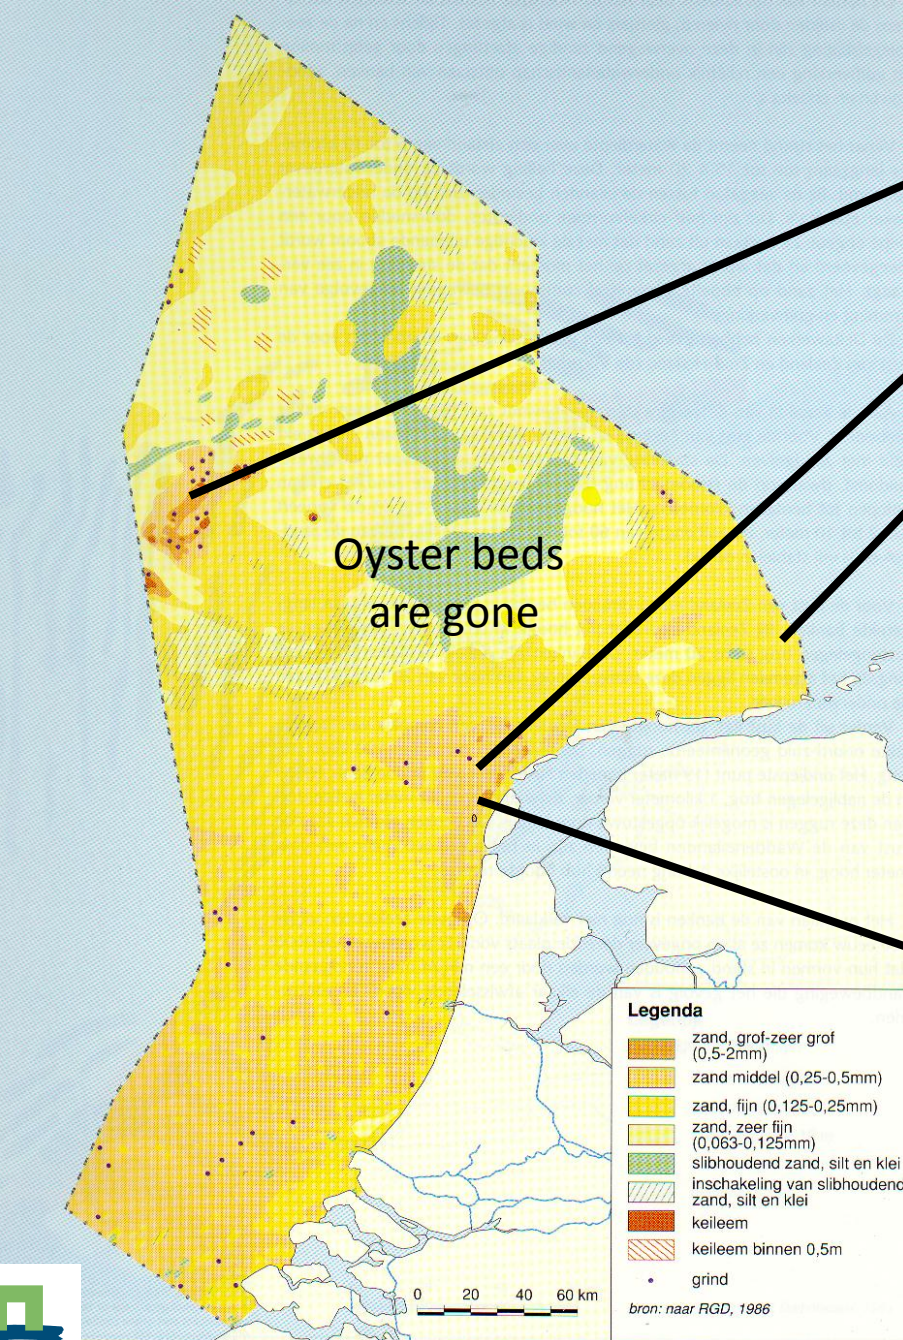 Oyster beds
are gone
Legenda
zand, grof-zeer grof
(0,5-2mm)
zand middel (0,25-0,5mm)
zand, fijn (0,125-0,25mm)
zand, zeer fijn
(0,063-0,125mm)
slibhoudend zand, silt en klei
inschakeling van slibhoudend
zand, silt en klei
keileem
keileem binnen 0,5m
grind
0 20 40 60 km
bron: naar RGD, 1986